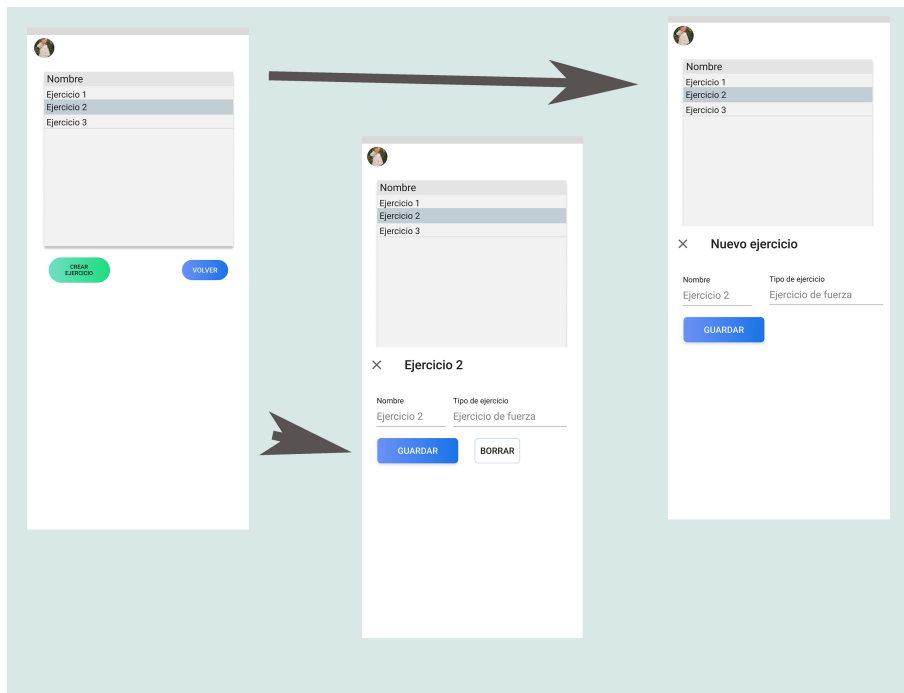 Nombre
Ejercicio 1
Ejercicio 2
Ejercicio 3
CREAR
EJERCICIO
VOLVER
Nombre
Ejercicio 1
Ejercicio 2
Ejercicio 3
Ejercicio 2
Nombre Tipo de ejercicio
Ejercicio 2 Ejercicio de fuerza
GUARDAR BORRAR
Nombre
Ejercicio 1
Ejercicio 2
Ejercicio 3
Nuevo ejercicio
Nombre Tipo de ejercicio
Ejercicio 2 Ejercicio de fuerza
GUARDAR